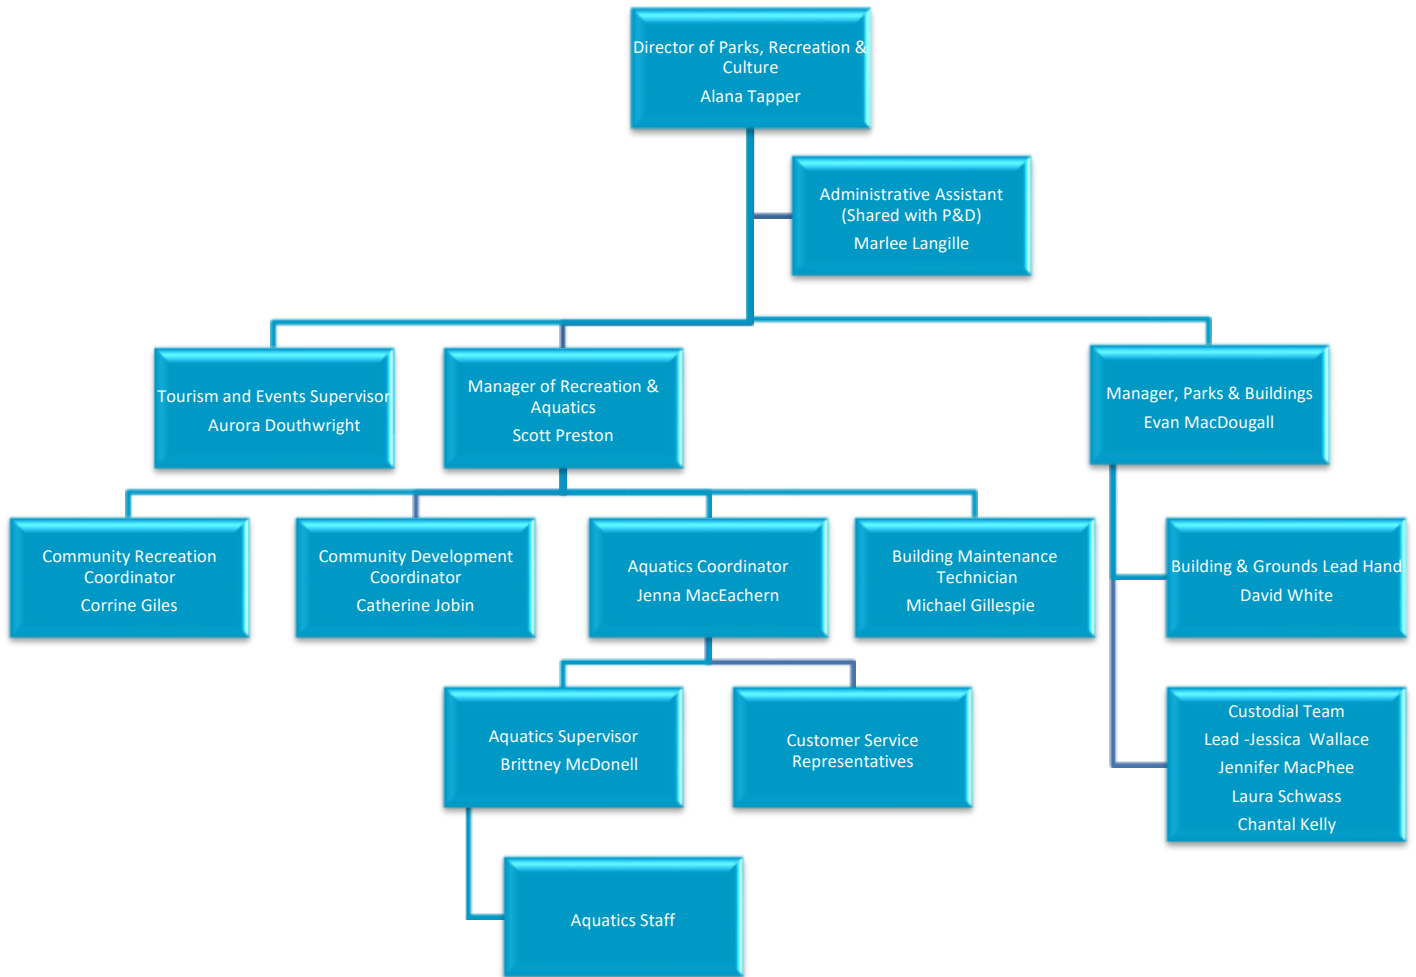 Director of Parks, Recreation &
Culture
Alana Tapper
Administrative Assistant
(Shared with P&D)
Marlee Langille
Tourism and Events Supervisor
Aurora Douthwright
Manager of Recreation &
Aquatics
Scott Preston
Manager, Parks & Buildings
Evan MacDougall
Community Recreation
Coordinator
Corrine Giles
Community Development
Coordinator
Catherine Jobin
Aquatics Coordinator
Jenna MacEachern
Building Maintenance
Technician
Michael Gillespie
Building & Grounds Lead Hand
David White
Aquatics Supervisor
Brittney McDonell
Customer Service
Representatives
Custodial Team
Lead -Jessica  Wallace
Jennifer MacPhee
Laura Schwass
Chantal Kelly
Aquatics Staff